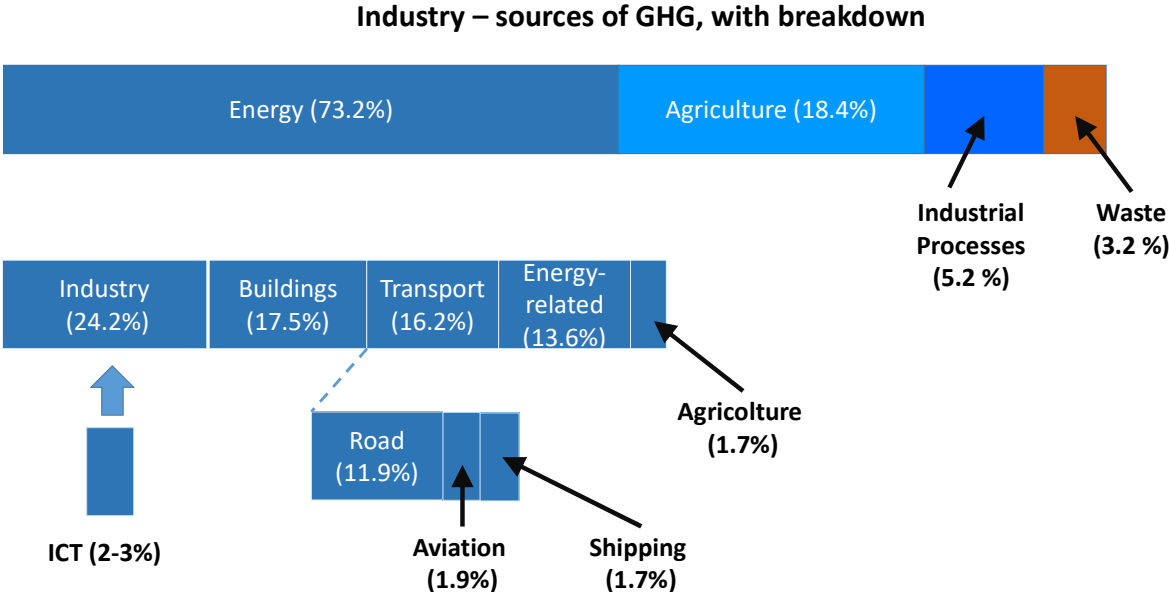 Industry – sources of GHG, with breakdown
Energy (73.2%)
Agriculture (18.4%)
Industrial
Processes
(5.2 %)
Waste
(3.2 %)
Industry
(24.2%)
Buildings
(17.5%)
Transport
(16.2%)
Energy-
related
(13.6%)
Agricolture
(1.7%)
Road
(11.9%)
ICT (2-3%)
Aviation
(1.9%)
Shipping
(1.7%)